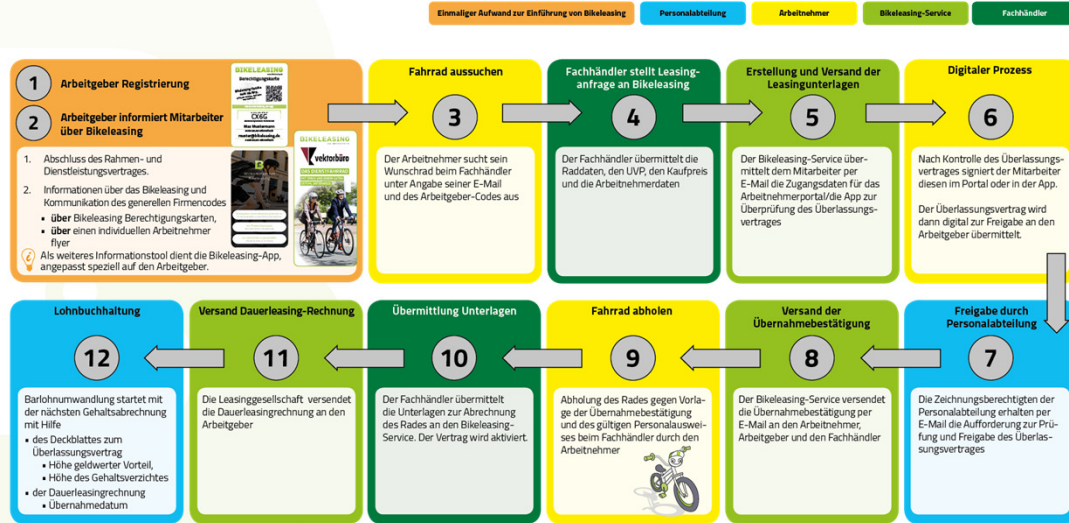 Einmaliger Aufwand zur Einführung von Bikeleasing
Personalabteilung
Arbeitnehmer
Bikeleasing-Service
Fachhändler
1
Arbeitgeber Registrierung
2
Arbeitgeber informiert Mitarbeiter
über Bikeleasing
1. Abschluss des Rahmen- und
Dienstleistungsvertrages.
2. Informationen über das Bikeleasing und
Kommunikation des generellen Firmencodes
▪ über Bikeleasing Berechtigungskarten,
▪ über einen individuellen Arbeitnehmer
flyer
Als weiteres Informationstool dient die Bikeleasing-App,
angepasst speziell auf den Arbeitgeber.
BIKELEASING
Berechtigungskarte
BIKELEASING
vektorbüro
Fahrrad aussuchen
3
Der Arbeitnehmer sucht sein
Wunschrad beim Fachhändler
unter Angabe seiner E-Mail
und des Arbeitgeber-Codes aus
Fachhändler stellt Leasing-
anfrage an Bikeleasing
4
Der Fachhändler übermittelt die
Raddaten, den UVP, den Kaufpreis
und die Arbeitnehmerdaten
Erstellung und Versand der
Leasingunterlagen
5
Der Bikeleasing-Service über-
mittelt dem Mitarbeiter per
E-Mail die Zugangsdaten für das
Arbeitnehmerportal/die App zur
Überprüfung des Überlassungs-
vertrages
Digitaler Prozess
6
Nach Kontrolle des Überlassungs-
vertrages signiert der Mitarbeiter
diesen im Portal oder in der App.
Der Überlassungsvertrag wird
dann digital zur Freigabe an den
Arbeitgeber übermittelt.
Lohnbuchhaltung
12
Barlohnumwandlung startet mit
der nächsten Gehaltsabrechnung
mit Hilfe
▪ des Deckblattes zum
Überlassungsvertrag
▪ Höhe geldwerter Vorteil,
▪ Höhe des Gehaltsverzichtes
▪ der Dauerleasingrechnung
▪ Übernahmedatum
Versand Dauerleasing-Rechnung
11
Die Leasinggesellschaft versendet
die Dauerleasingrechnung an den
Arbeitgeber
Übermittlung Unterlagen
10
Der Fachhändler übermittelt
die Unterlagen zur Abrechnung
des Rades an den Bikeleasing-
Service. Der Vertrag wird aktiviert.
Fahrrad abholen
9
Abholung des Rades gegen Vorla-
ge der Übernahmebestätigung
und des gültigen Personalauswei-
ses beim Fachhändler durch den
Arbeitnehmer
Versand der
Übernahmebestätigung
8
Der Bikeleasing-Service versendet
die Übernahmebestätigung per
E-Mail an den Arbeitnehmer,
Arbeitgeber und den Fachhändler
Freigabe durch
Personalabteilung
7
Die Zeichnungsberechtigten der
Personalabteilung erhalten per
E-Mail die Aufforderung zur Prü-
fung und Freigabe des Überlas-
sungsvertrages